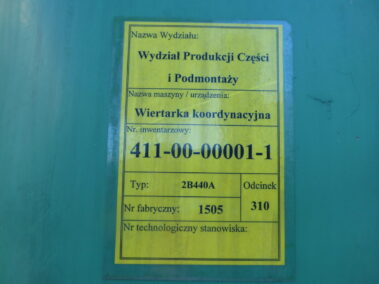 Nazwa Wydziału:
Wydział Produkcji Części
i Podmontaży
Nazwa maszyny / urządzenia:
Wiertarka koordynacyjna
Nr. inwentarzowy:
411-00-00001-1
Typ: 2B440A Odcinek
Nr fabryczny: 1505 310
Nr technologiczny stanowiska: